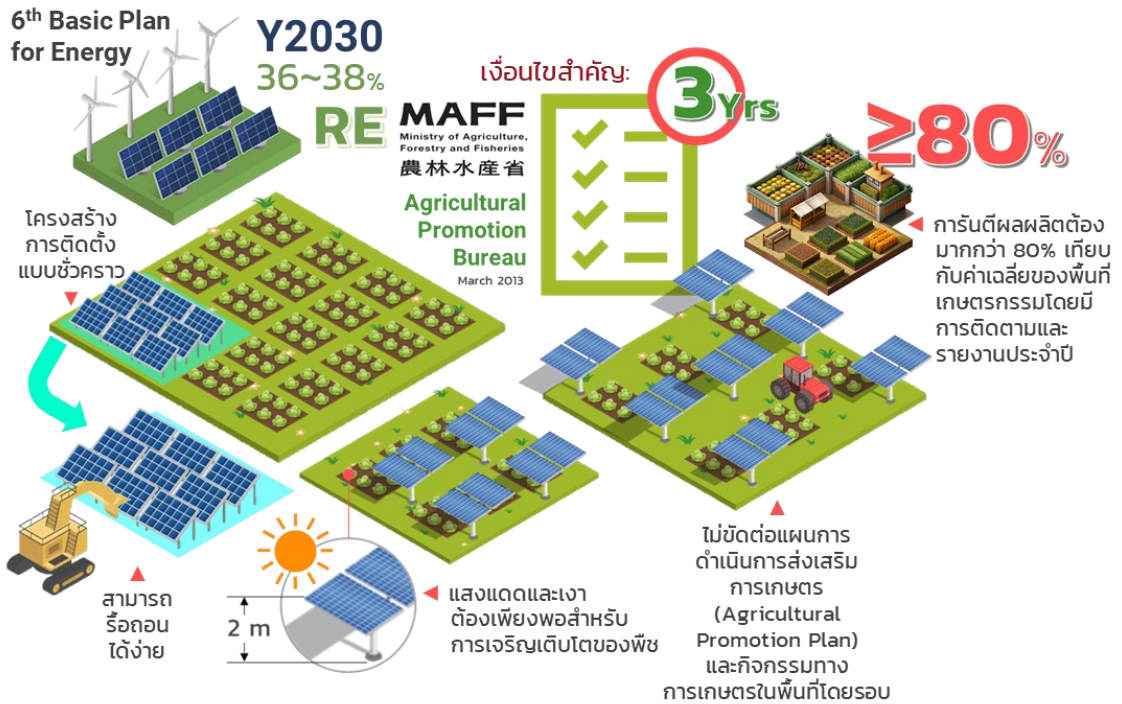 6th Basic Plan
for Energy
Y2030
36~38%
RE
MAFF
Ministry of Agriculture,
Forestry and Fisheries
農林水産省
Agricultural
Promotion
Bureau
March 2013
เงื่อนไขสำคัญ:
3Yrs
≥80%
การันตีผลผลิตต้อง
มากกว่า 80% เทียบ
กับค่าเฉลี่ยของพื้นที่
เกษตรกรรมโดยมี
การติดตามและ
รายงานประจำปี
โครงสร้าง
การติดตั้ง
แบบชั่วคราว
สามารถ
รื้อถอน
ได้ง่าย
2 m
แสงแดดและเงา
ต้องเพียงพอสำหรับ
การเจริญเติบโตของพืช
ไม่ขัดต่อแผนการ
ดำเนินการส่งเสริม
การเกษตร
(Agricultural
Promotion Plan)
และกิจกรรมทาง
การเกษตรในพื้นที่โดยรอบ